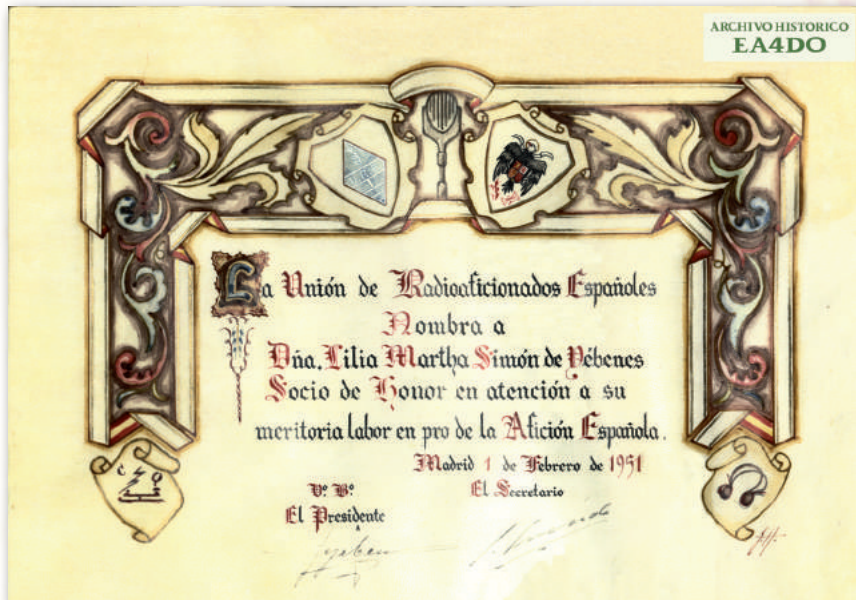 ARCHIVO HISTORICO
EA4DO
La Unión de Radioaficionados Españoles
Nombra a
Dña. Lilia Martha Simón de Yébenes
Socio de Honor en atención a su
meritoria labor en pro de la Afición Española.
Madrid 1 de Febrero de 1951
Vº Bº
El Secretario
El Presidente